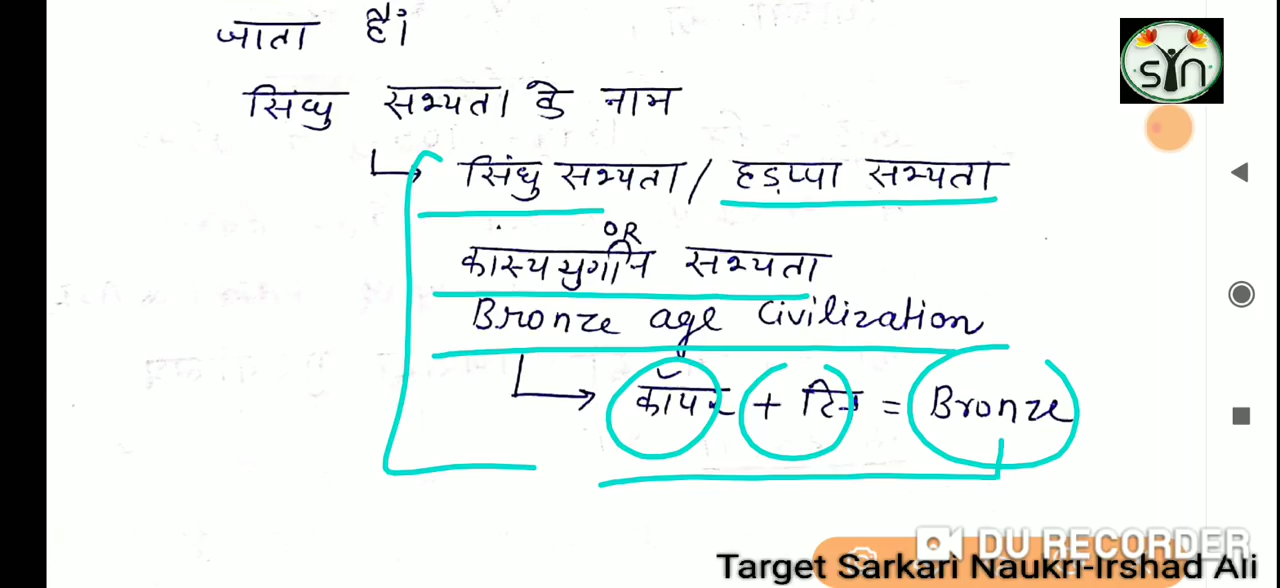 जाता हैं।
सिंधु सभ्यता के नाम
सिंधु सभ्यता / हड़प्पा सभ्यता
OR
कांस्ययुगीन सभ्यता
Bronze age Civilization
कॉपर + टिन = Bronze
SYN
DU RECORDER
Target Sarkari Naukri-Irshad Ali